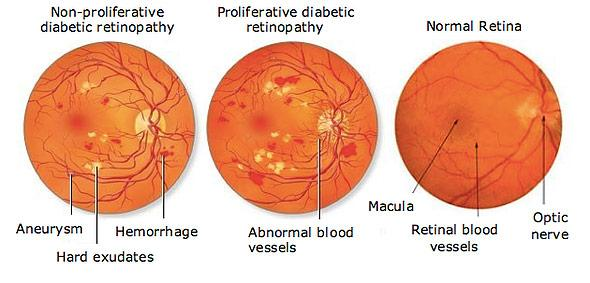 Non-proliferative
diabetic retinopathy
Proliferative diabetic
retinopathy
Normal Retina
Aneurysm
Hard exudates
Hemorrhage
Abnormal blood
vessels
Macula
Retinal blood
vessels
Optic
nerve